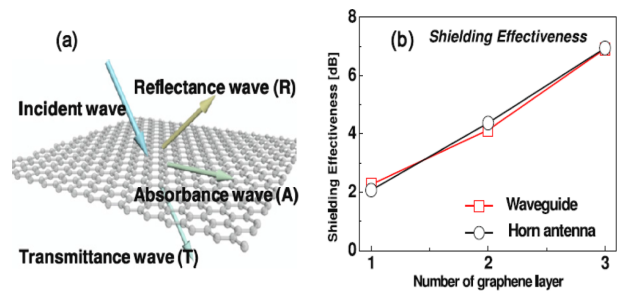 (a)
Incident wave
Reflectance wave (R)
Absorbance wave (A)
Transmittance wave (T)
(b)
Shielding Effectiveness
Shielding Effectiveness [dB]
8
6
4
2
0
Waveguide
Horn antenna
1
2
3
Number of graphene layer